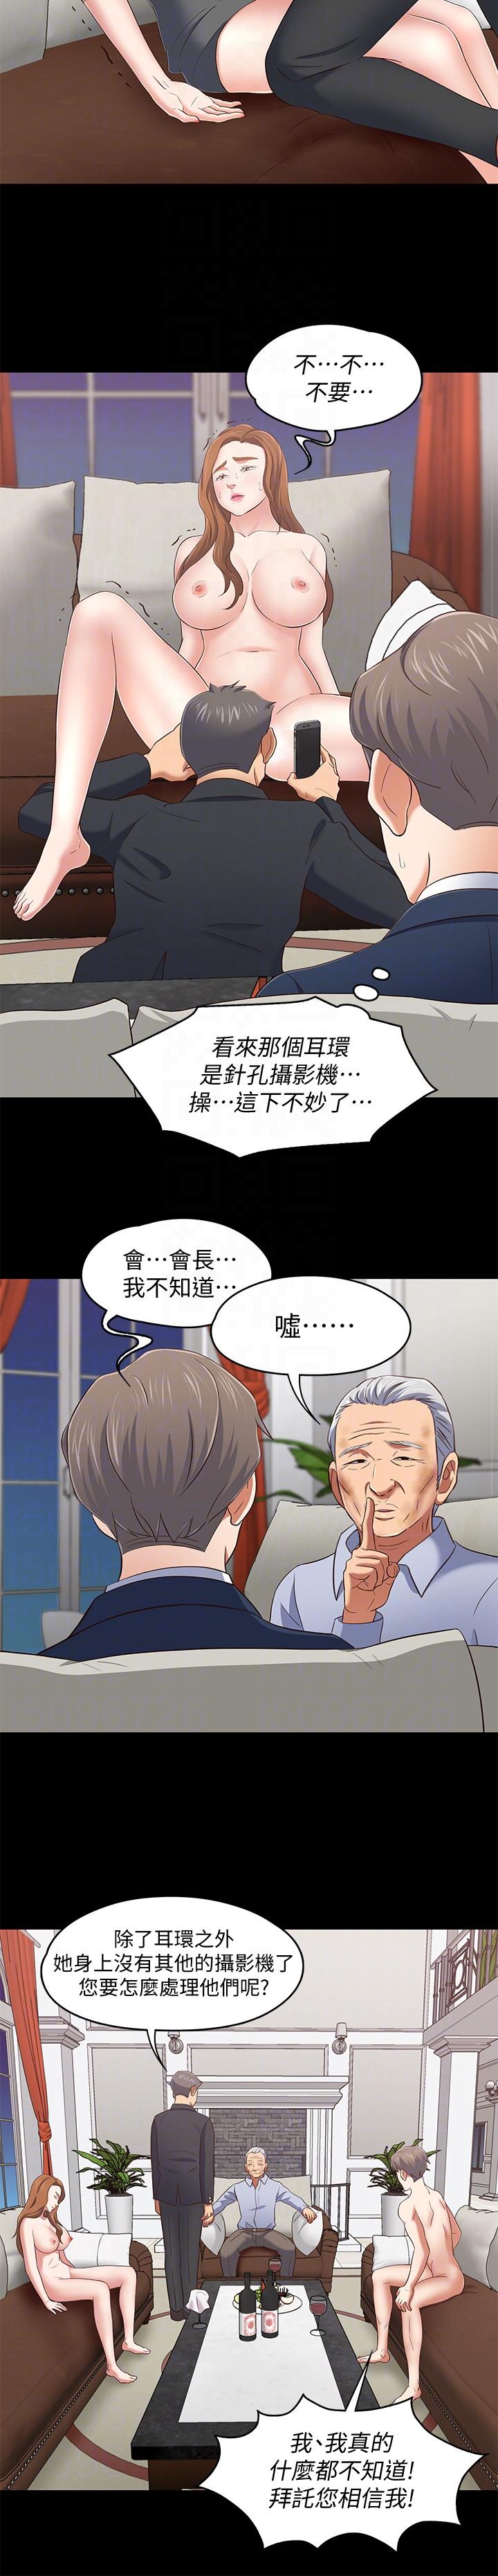 不⋯不⋯
不要⋯
看來那個耳環
是針孔攝影機⋯
操⋯這下不妙了⋯
會⋯會長⋯
我不知道⋯
噓⋯⋯
除了耳環之外
她身上沒有其他的攝影機了
您要怎麼處理他們呢?
我、我真的
什麼都不知道!
拜託您相信我!